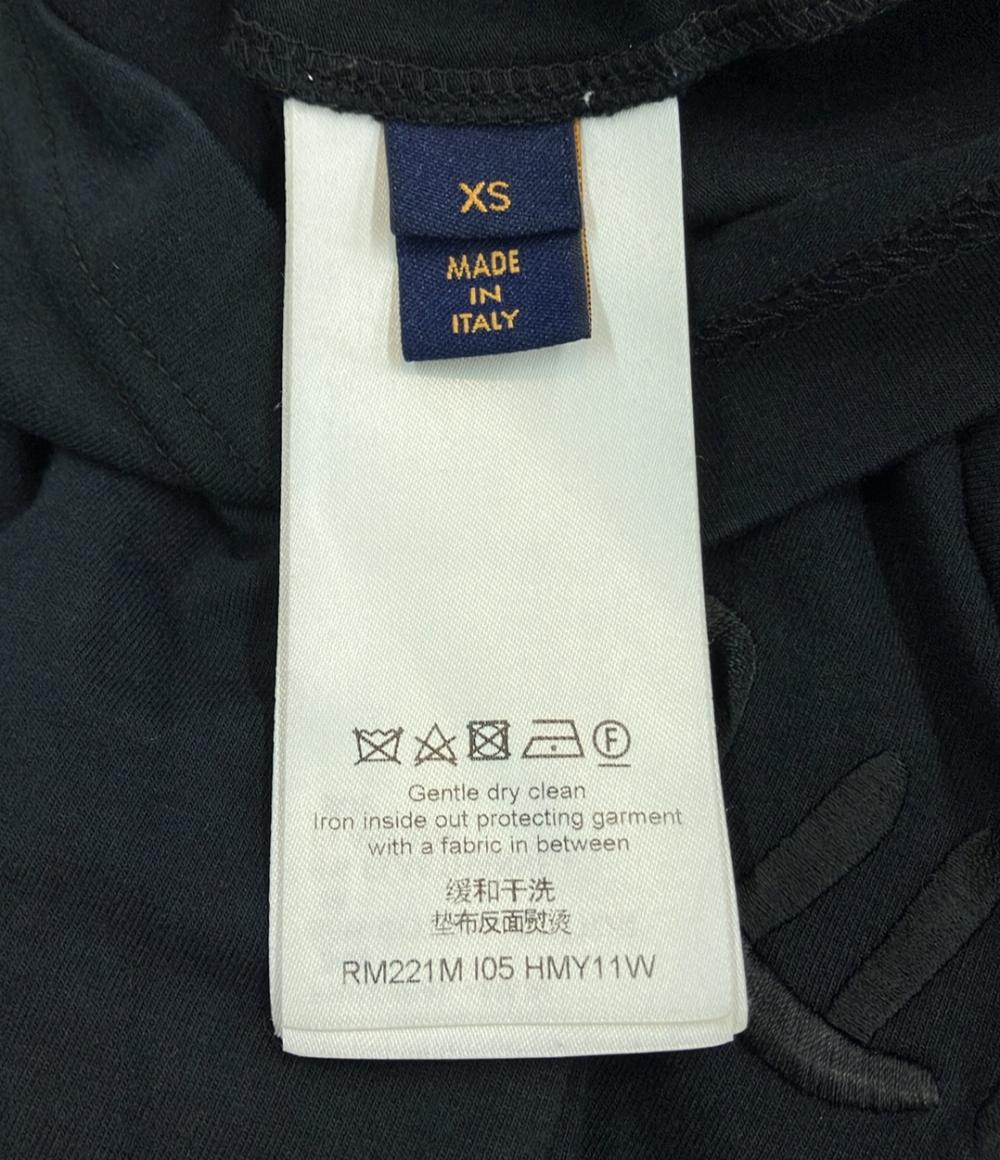 XS
MADE
IN
ITALY
F
Gentle dry clean
Iron inside out protecting garment
with a fabric in between
缓和干洗
垫布反面熨烫
RM221M I05 HMY11W